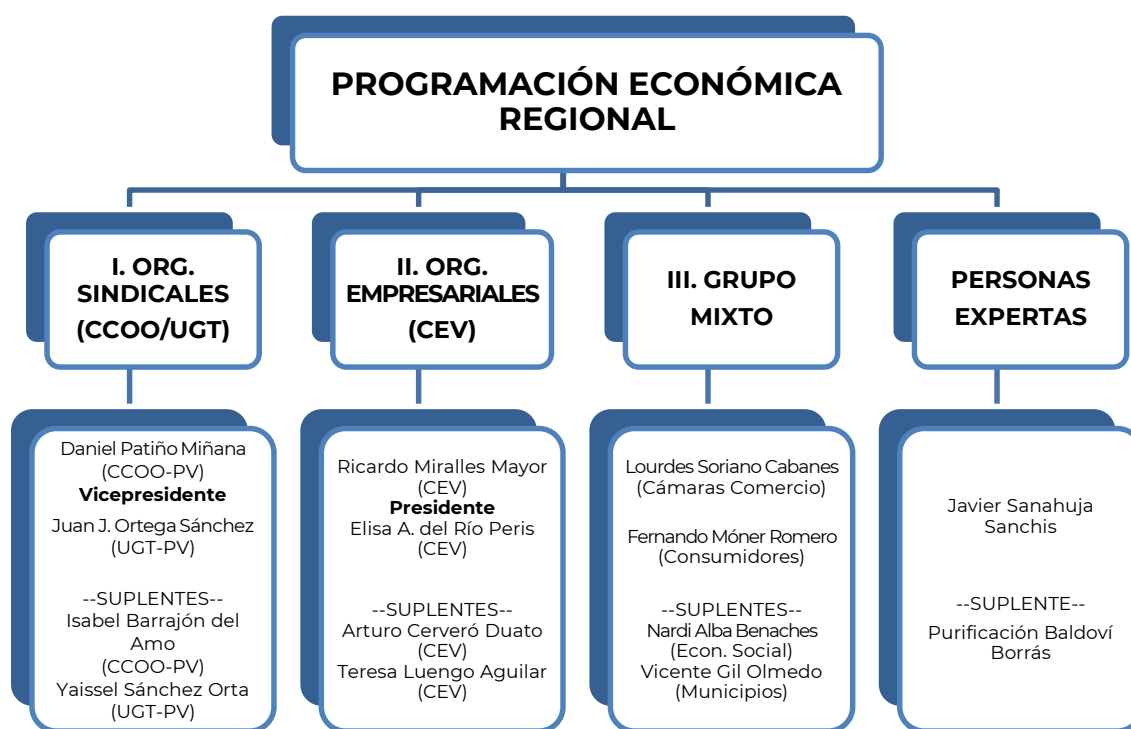 PROGRAMACIÓN ECONÓMICA
REGIONAL
I. ORG.
SINDICALES
(CCOO/UGT)
II. ORG.
EMPRESARIALES
(CEV)
III. GRUPO
MIXTO
PERSONAS
EXPERTAS
Daniel Patiño Miñana
(CCOO-PV)
Vicepresidente
Juan J. Ortega Sánchez
(UGT-PV)
--SUPLENTES--
Isabel Barrajón del
Amo
(CCOO-PV)
Yaissel Sánchez Orta
(UGT-PV)
Ricardo Miralles Mayor
(CEV)
Presidente
Elisa A. del Río Peris
(CEV)
--SUPLENTES--
Arturo Cerveró Duato
(CEV)
Teresa Luengo Aguilar
(CEV)
Lourdes Soriano Cabanes
(Cámaras Comercio)
Fernando Móner Romero
(Consumidores)
--SUPLENTES--
Nardi Alba Benaches
(Econ. Social)
Vicente Gil Olmedo
(Municipios)
Javier Sanahuja
Sanchis
--SUPLENTE--
Purificación Baldoví
Borrás